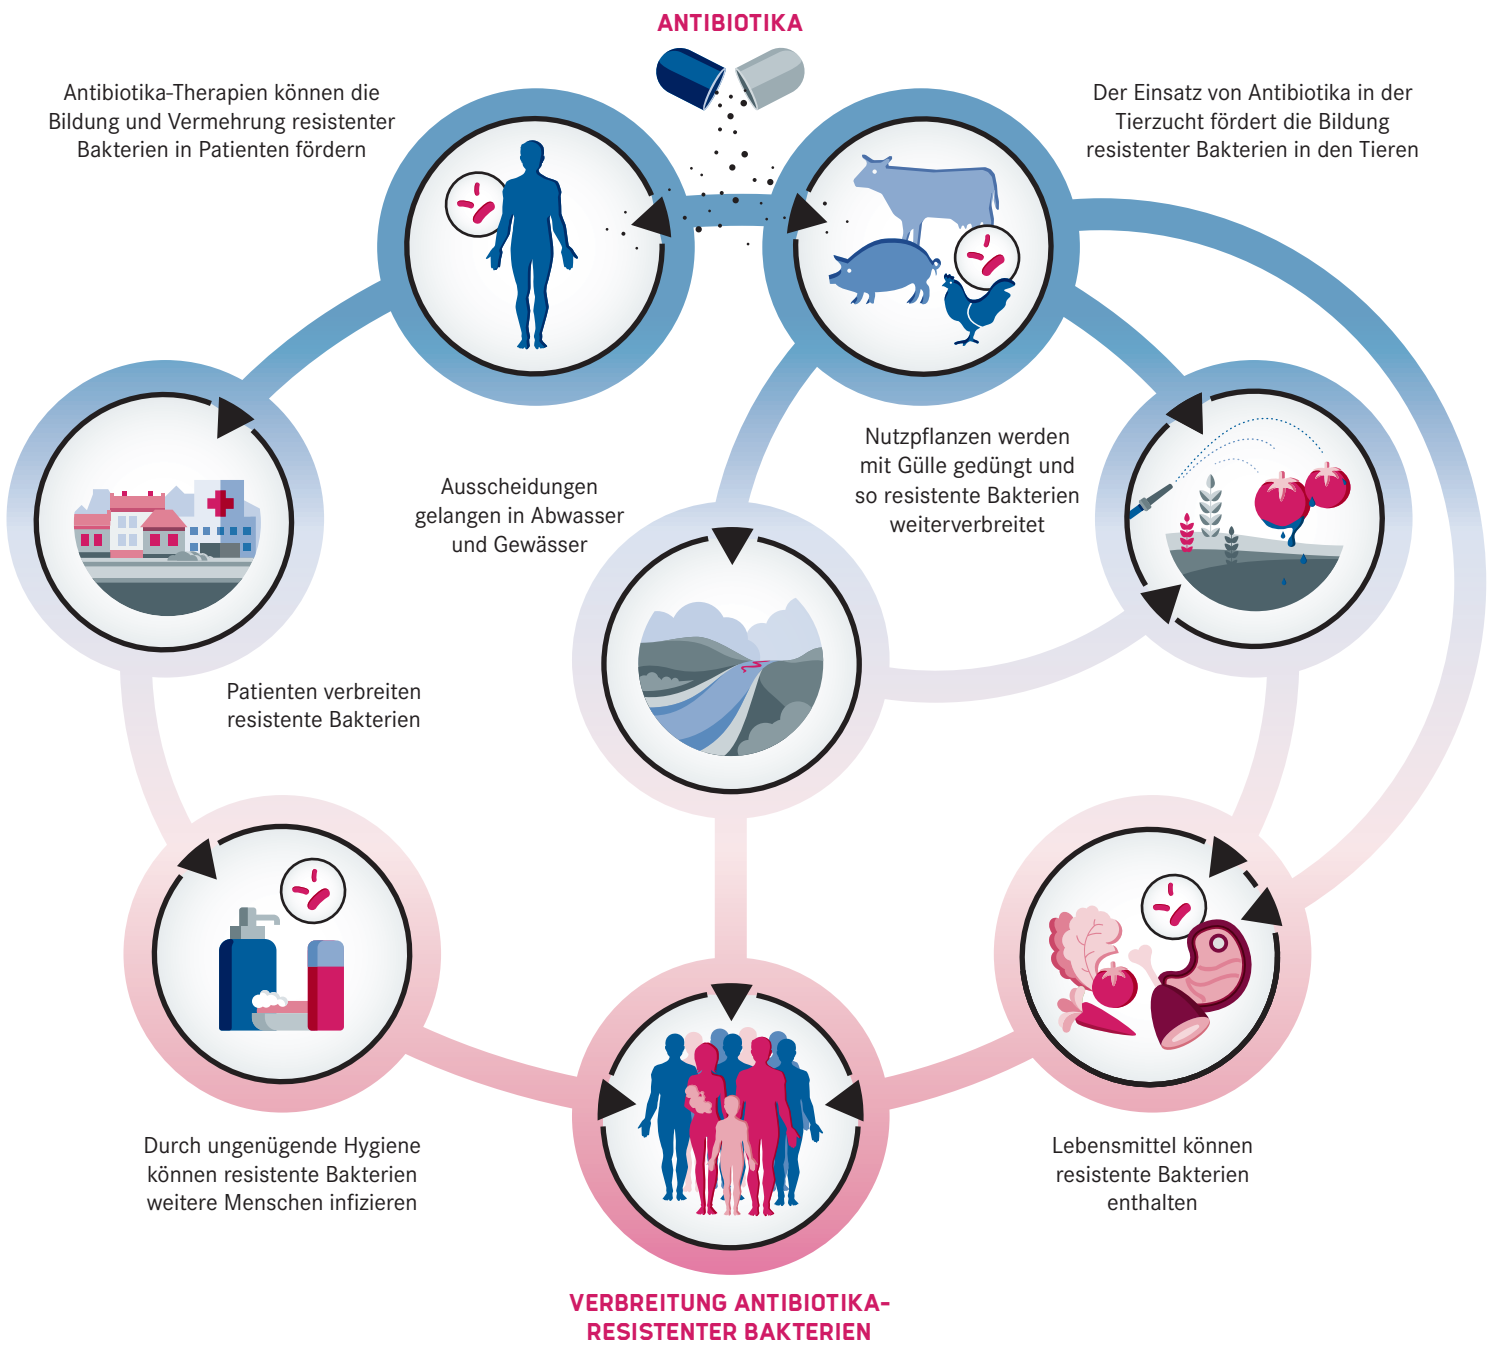 ANTIBIOTIKA
Antibiotika-Therapien können die
Bildung und Vermehrung resistenter
Bakterien in Patienten fördern
Der Einsatz von Antibiotika in der
Tierzucht fördert die Bildung
resistenter Bakterien in den Tieren
Ausscheidungen
gelangen in Abwasser
und Gewässer
Nutzpflanzen werden
mit Gülle gedüngt und
so resistente Bakterien
weiterverbreitet
Patienten verbreiten
resistente Bakterien
Durch ungenügende Hygiene
können resistente Bakterien
weitere Menschen infizieren
Lebensmittel können
resistente Bakterien
enthalten
VERBREITUNG ANTIBIOTIKA-
RESISTENTER BAKTERIEN